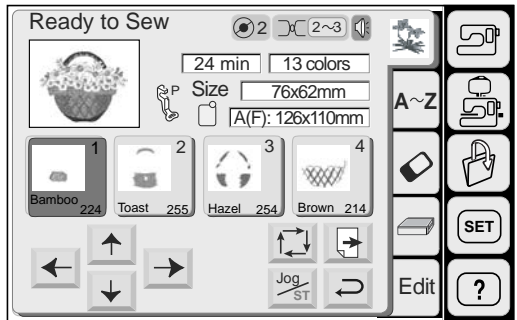 Ready to Sew
2
2~3
24 min
13 colors
P
Size
76x62mm
A(F): 126x110mm
A~Z
1
Bamboo
224
2
Toast
255
3
Hazel
254
4
Brown
214
Jog
ST
Edit
SET
?